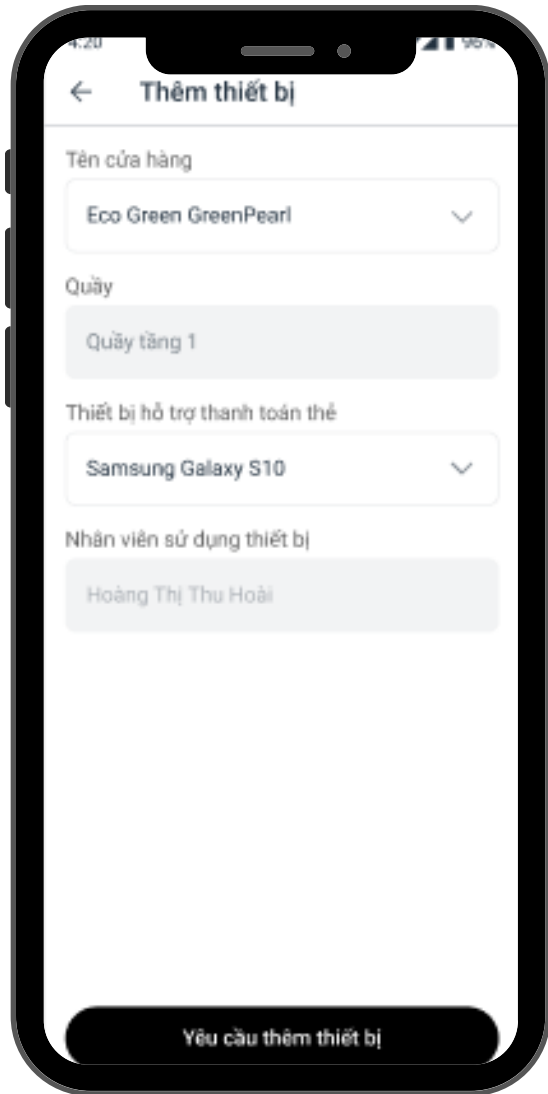 4:20 96%
Thêm thiết bị
Tên cửa hàng
Eco Green GreenPearl
Quầy
Quầy tầng 1
Thiết bị hỗ trợ thanh toán thẻ
Samsung Galaxy S10
Nhân viên sử dụng thiết bị
Hoàng Thị Thu Hoài
Yêu cầu thêm thiết bị